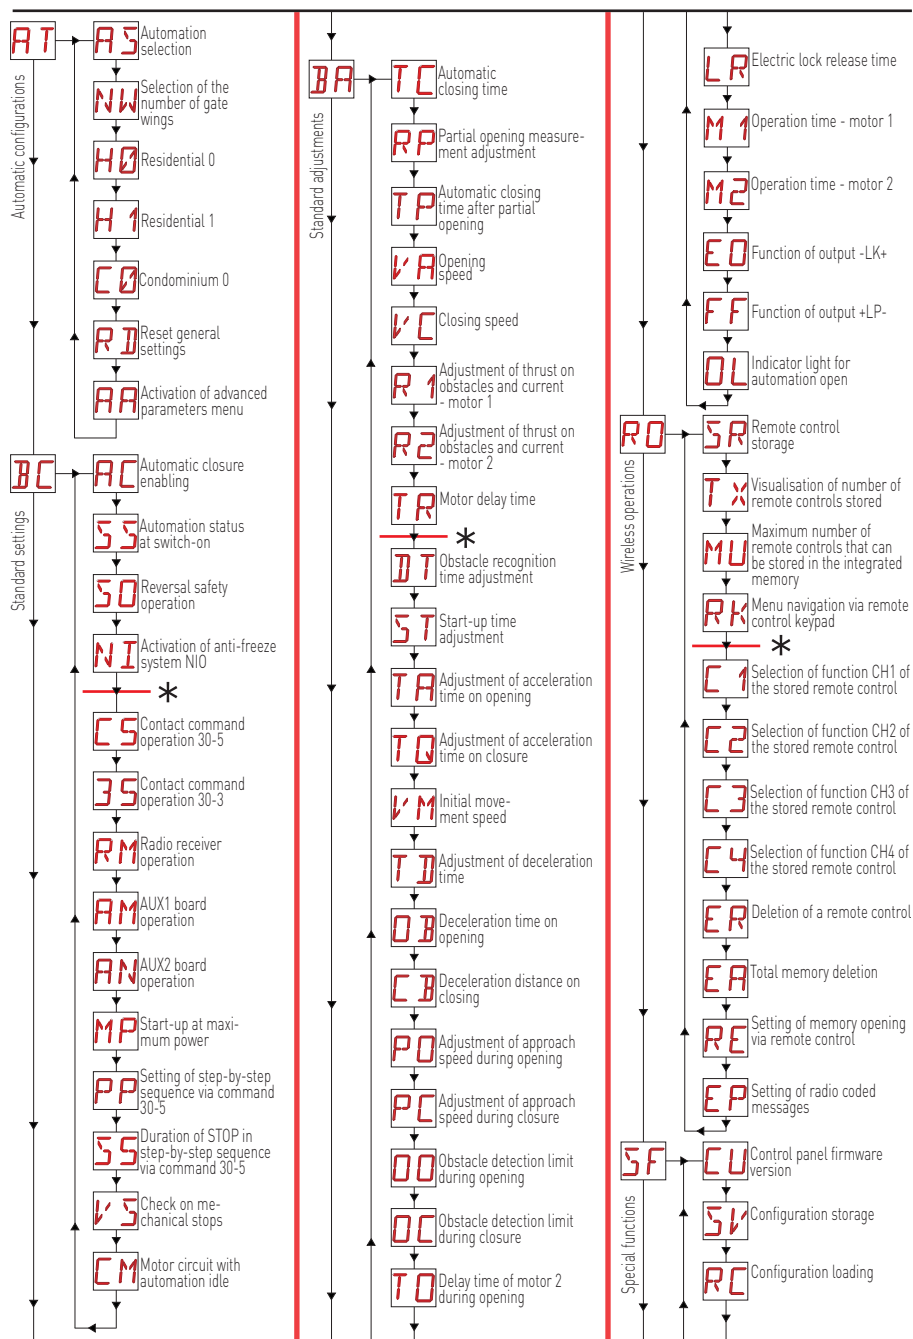 AT
Automatic configurations
AS
Automation
selection
NW
Selection of the
number of gate
wings
H0
Residential 0
H1
Residential 1
C0
Condominium 0
RD
Reset general
settings
AA
Activation of advanced
parameters menu
BC
Standard settings
AC
Automatic closure
enabling
SS
Automation status
at switch-on
SO
Reversal safety
operation
NI
Activation of anti-freeze
system NIO
*
C5
Contact command
operation 30-5
35
Contact command
operation 30-3
RM
Radio receiver
operation
AM
AUX1 board
operation
AN
AUX2 board
operation
MP
Start-up at maxi-
mum power
PP
Setting of step-by-step
sequence via command
30-5
S5
Duration of STOP in
step-by-step sequence
via command 30-5
VS
Check on me-
chanical stops
CM
Motor circuit with
automation idle
BA
Standard adjustments
TC
Automatic
closing time
RP
Partial opening measure-
ment adjustment
TP
Automatic closing
time after partial
opening
VA
Opening
speed
VC
Closing speed
R1
Adjustment of thrust on
obstacles and current
- motor 1
R2
Adjustment of thrust on
obstacles and current
- motor 2
TR
Motor delay time
*
DT
Obstacle recognition
time adjustment
ST
Start-up time
adjustment
TA
Adjustment of acceleration
time on opening
TQ
Adjustment of acceleration
time on closure
VM
Initial move-
ment speed
TD
Adjustment of deceleration
time
OB
Deceleration time on
opening
CB
Deceleration distance on
closing
PO
Adjustment of approach
speed during opening
PC
Adjustment of approach
speed during closure
OO
Obstacle detection limit
during opening
OC
Obstacle detection limit
during closure
TO
Delay time of motor 2
during opening
LR
Electric lock release time
M1
Operation time - motor 1
M2
Operation time - motor 2
EO
Function of output -LK+
FF
Function of output +LP-
OL
Indicator light for
automation open
RO
Wireless operations
SR
Remote control
storage
TX
Visualisation of number of
remote controls stored
MU
Maximum number of
remote controls that can
be stored in the integrated
memory
RK
Menu navigation via remote
control keypad
*
C1
Selection of function CH1 of
the stored remote control
C2
Selection of function CH2 of
the stored remote control
C3
Selection of function CH3 of
the stored remote control
C4
Selection of function CH4 of
the stored remote control
ER
Deletion of a remote control
EA
Total memory deletion
RE
Setting of memory opening
via remote control
EP
Setting of radio coded
messages
SF
Special functions
CU
Control panel firmware
version
SV
Configuration storage
RC
Configuration loading